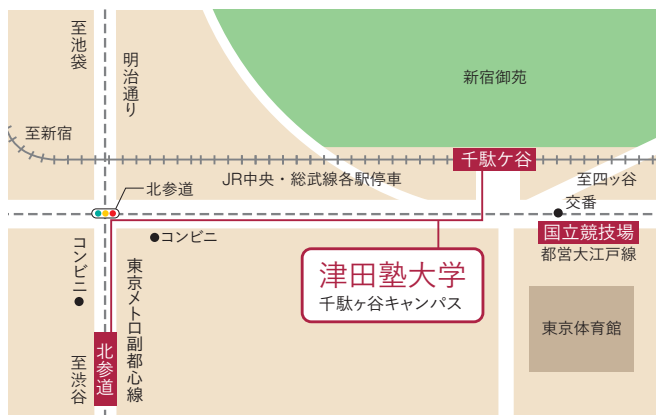 至池袋
明治通り
新宿御苑
至新宿
千駄ケ谷
JR中央・総武線各駅停車
至四ッ谷
北参道
交番
コンビニ
国立競技場
都営大江戸線
コンビニ
東京メトロ副都心線
津田塾大学
千駄ヶ谷キャンパス
東京体育館
北参道
至渋谷